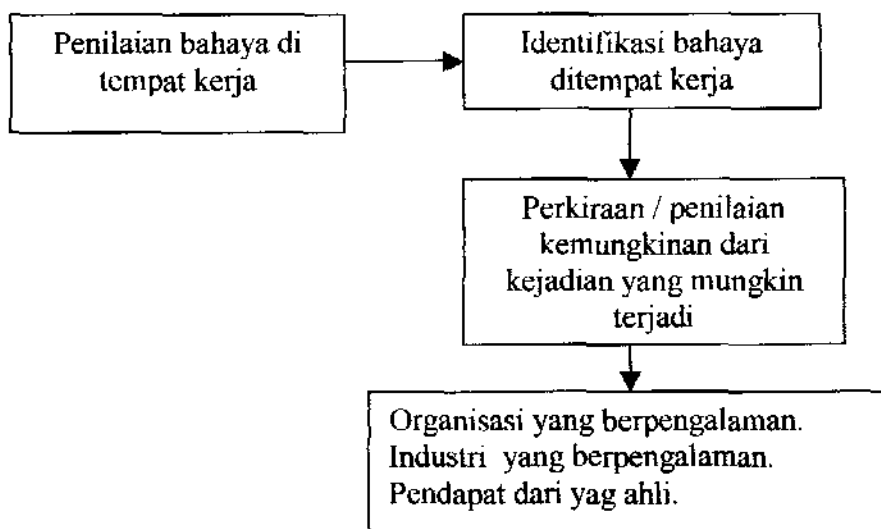 Penilaian bahaya di
tempat kerja
Identifikasi bahaya
ditempat kerja
Perkiraan / penilaian
kemungkinan dari
kejadian yang mungkin
terjadi
Organisasi yang berpengalaman.
Industri yang berpengalaman.
Pendapat dari yag ahli.